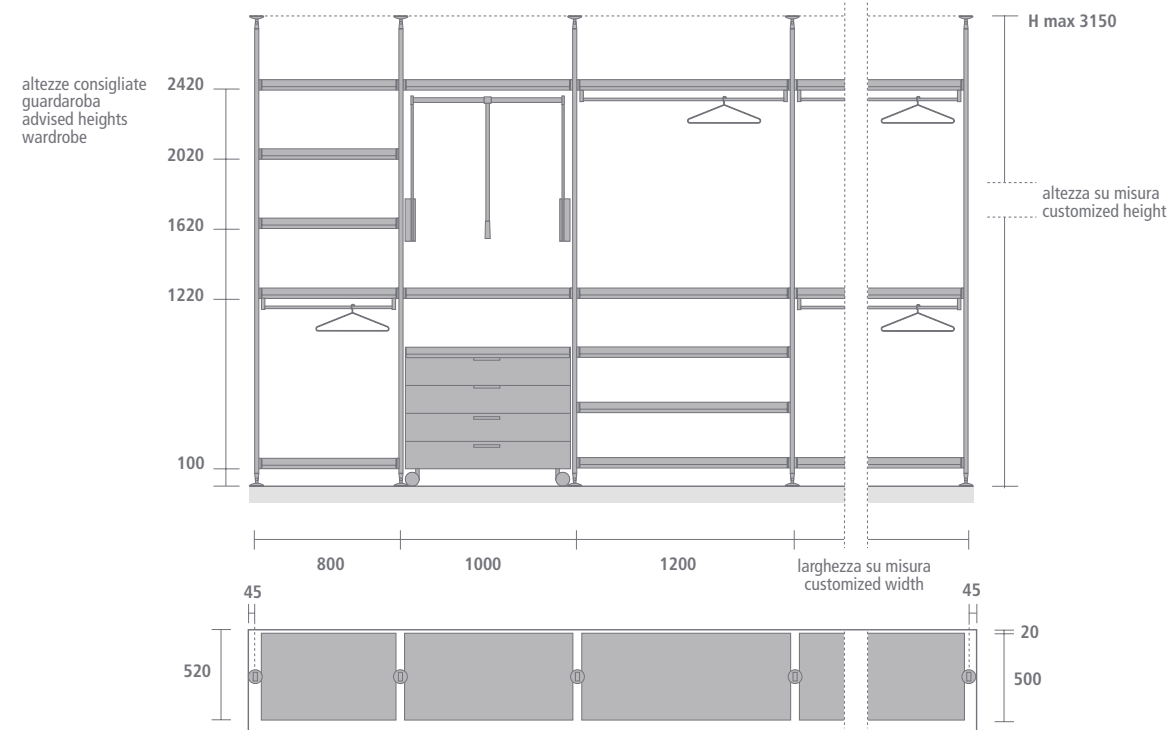 H max 3150
altezze consigliate
guardaroba
advised heights
wardrobe
2420
2020
1620
1220
100
altezza su misura
customized height
800
1000
1200
larghezza su misura
customized width
45
45
520
20
500